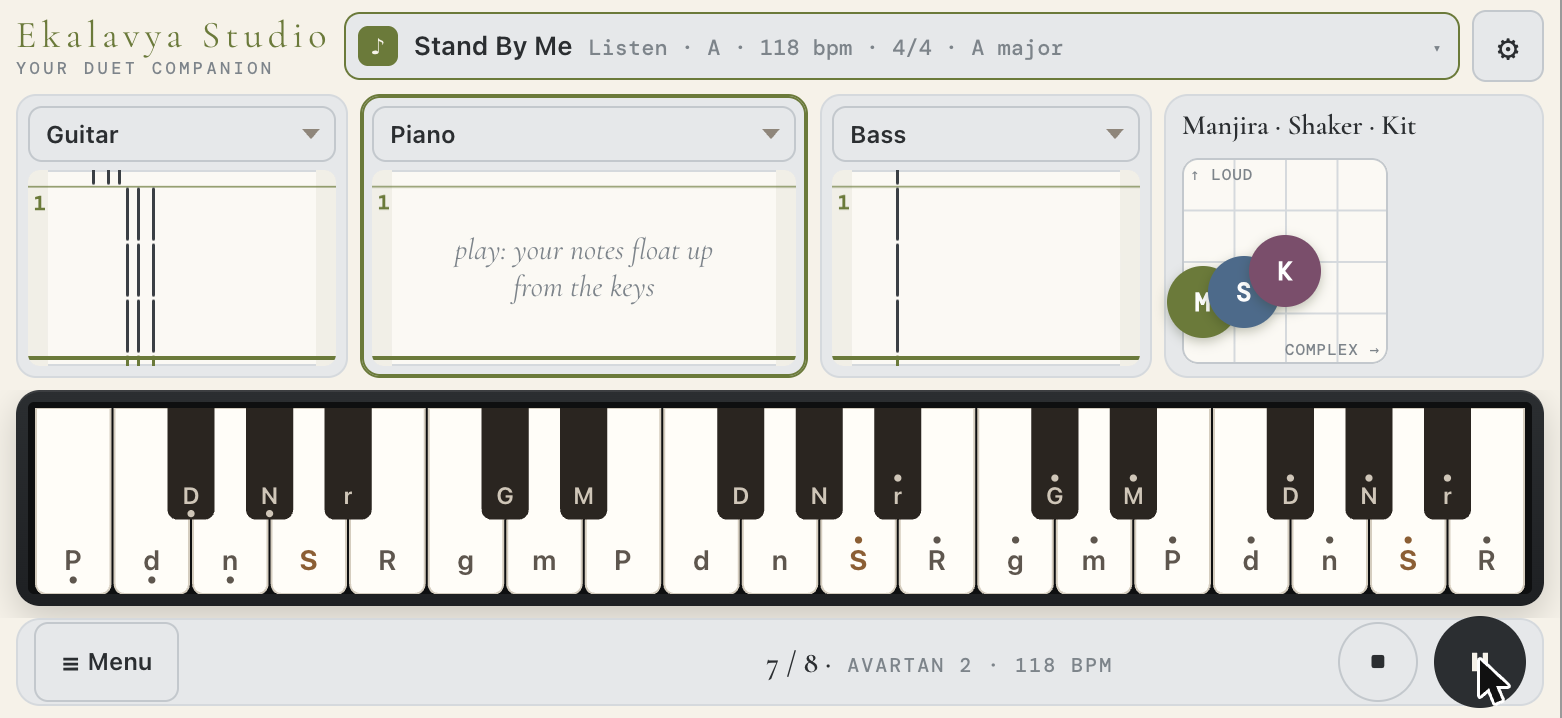 Ekalavya Studio
YOUR DUET COMPANION
♪ Stand By Me Listen · A · 118 bpm · 4/4 · A major
Guitar
Piano
Bass
Manjira · Shaker · Kit
1
1
1
play: your notes float up
from the keys
↑ LOUD
M S K
COMPLEX →
Ḍ Ṇ r G M D N ṙ Ġ Ṁ Ḋ Ṅ ṙ
P̣ ḍ ṇ S R g m P d n Ṡ Ṙ ġ ṁ Ṗ ḋ ṅ Ṡ Ṙ
≡ Menu
7 / 8 · AVARTAN 2 · 118 BPM